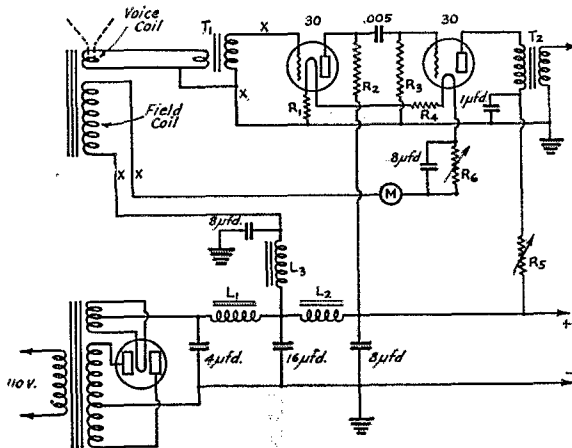 Voice
Coil
T1
X
30
.005
30
T2
R1
R2
R3
R4
1µfd
X
Field
Coil
X
X
8µfd
R6
M
8µfd.
L3
R5
L1
L2
+
4µfd.
16µfd.
8µfd
110 V.
-